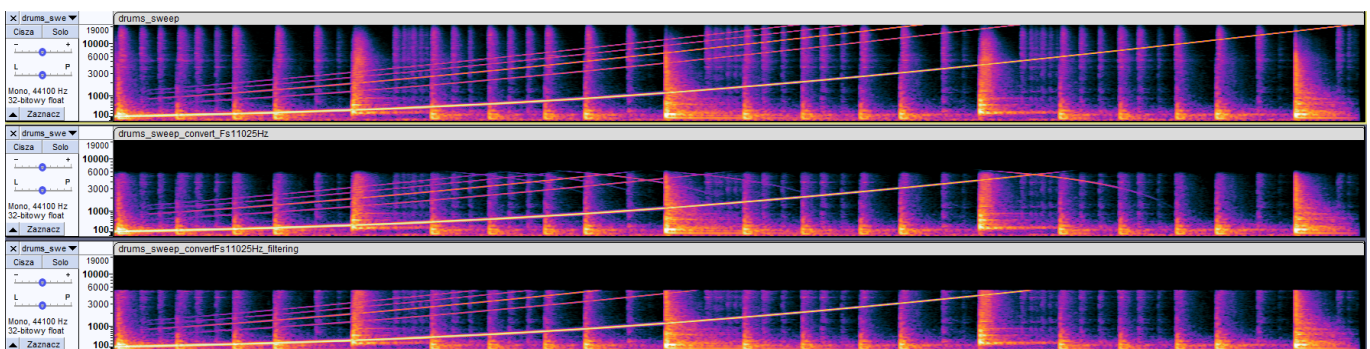 × drums_swe▼ drums_sweep
Cisza Solo 19000
- + 10000
6000
L P 3000
Mono, 44100 Hz 1000
32-bitowy float
▲ Zaznacz 100
× drums_swe▼ drums_sweep_convert_Fs11025Hz
Cisza Solo 19000
- + 10000
6000
L P 3000
Mono, 44100 Hz 1000
32-bitowy float
▲ Zaznacz 100
× drums_swe▼ drums_sweep_convertFs11025Hz_filtering
Cisza Solo 19000
- + 10000
6000
L P 3000
Mono, 44100 Hz 1000
32-bitowy float
▲ Zaznacz 100